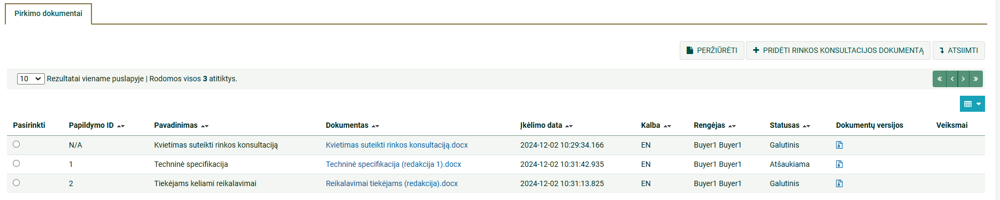 Pirkimo dokumentai
PERŽIŪRĖTI PRIDĖTI RINKOS KONSULTACIJOS DOKUMENTĄ ATSIIMTI
10 Rezultatai viename puslapyje | Rodomos visos 3 atitiktys.
Pasirinkti Papildymo ID Pavadinimas Dokumentas Įkėlimo data Kalba Rengėjas Statusas Dokumentų versijos Veiksmai
N/A Kvietimas suteikti rinkos konsultaciją Kvietimas suteikti rinkos konsultaciją.docx 2024-12-02 10:29:34.166 EN Buyer1 Buyer1 Galutinis
1 Techninė specifikacija Techninė specifikacija (redakcija 1).docx 2024-12-02 10:31:42.935 EN Buyer1 Buyer1 Atšaukiama
2 Tiekėjams keliami reikalavimai Reikalavimai tiekėjams (redakcija).docx 2024-12-02 10:31:13.825 EN Buyer1 Buyer1 Galutinis